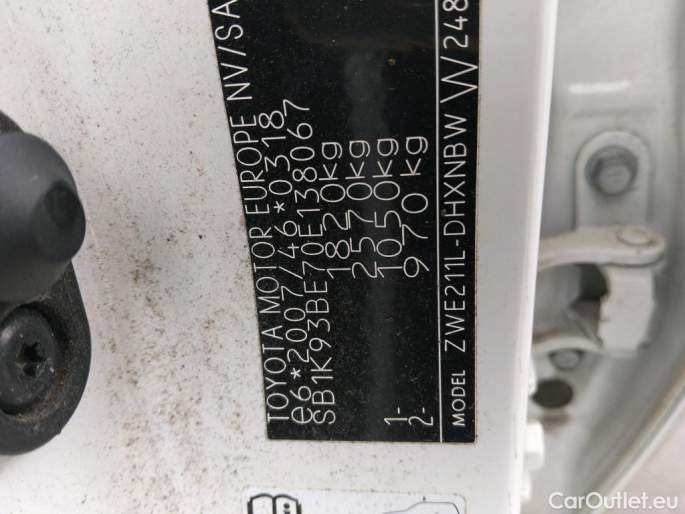 TOYOTA MOTOR EUROPE NV/SA
e6*2007/46*0318
SB1K93BE70E138067
1820kg
2570kg
1- 1050kg
2- 970kg
MODEL ZWE211L-DHXNBW W 248
CarOutlet.eu